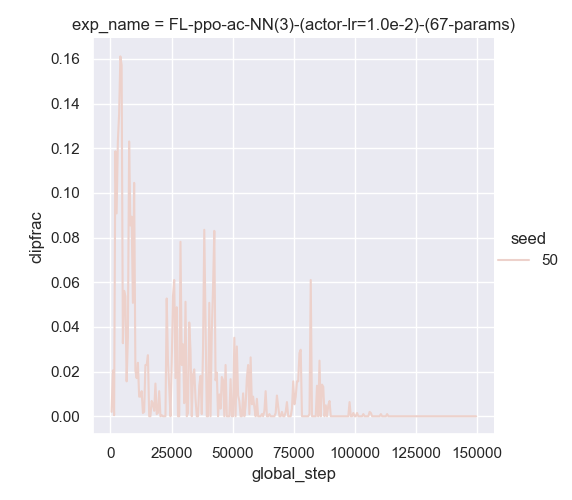 exp_name = FL-ppo-ac-NN(3)-(actor-lr=1.0e-2)-(67-params)
0.16
0.14
0.12
0.10
0.08
0.06
0.04
0.02
0.00
clipfrac
0 25000 50000 75000 100000 125000 150000
global_step
seed
50